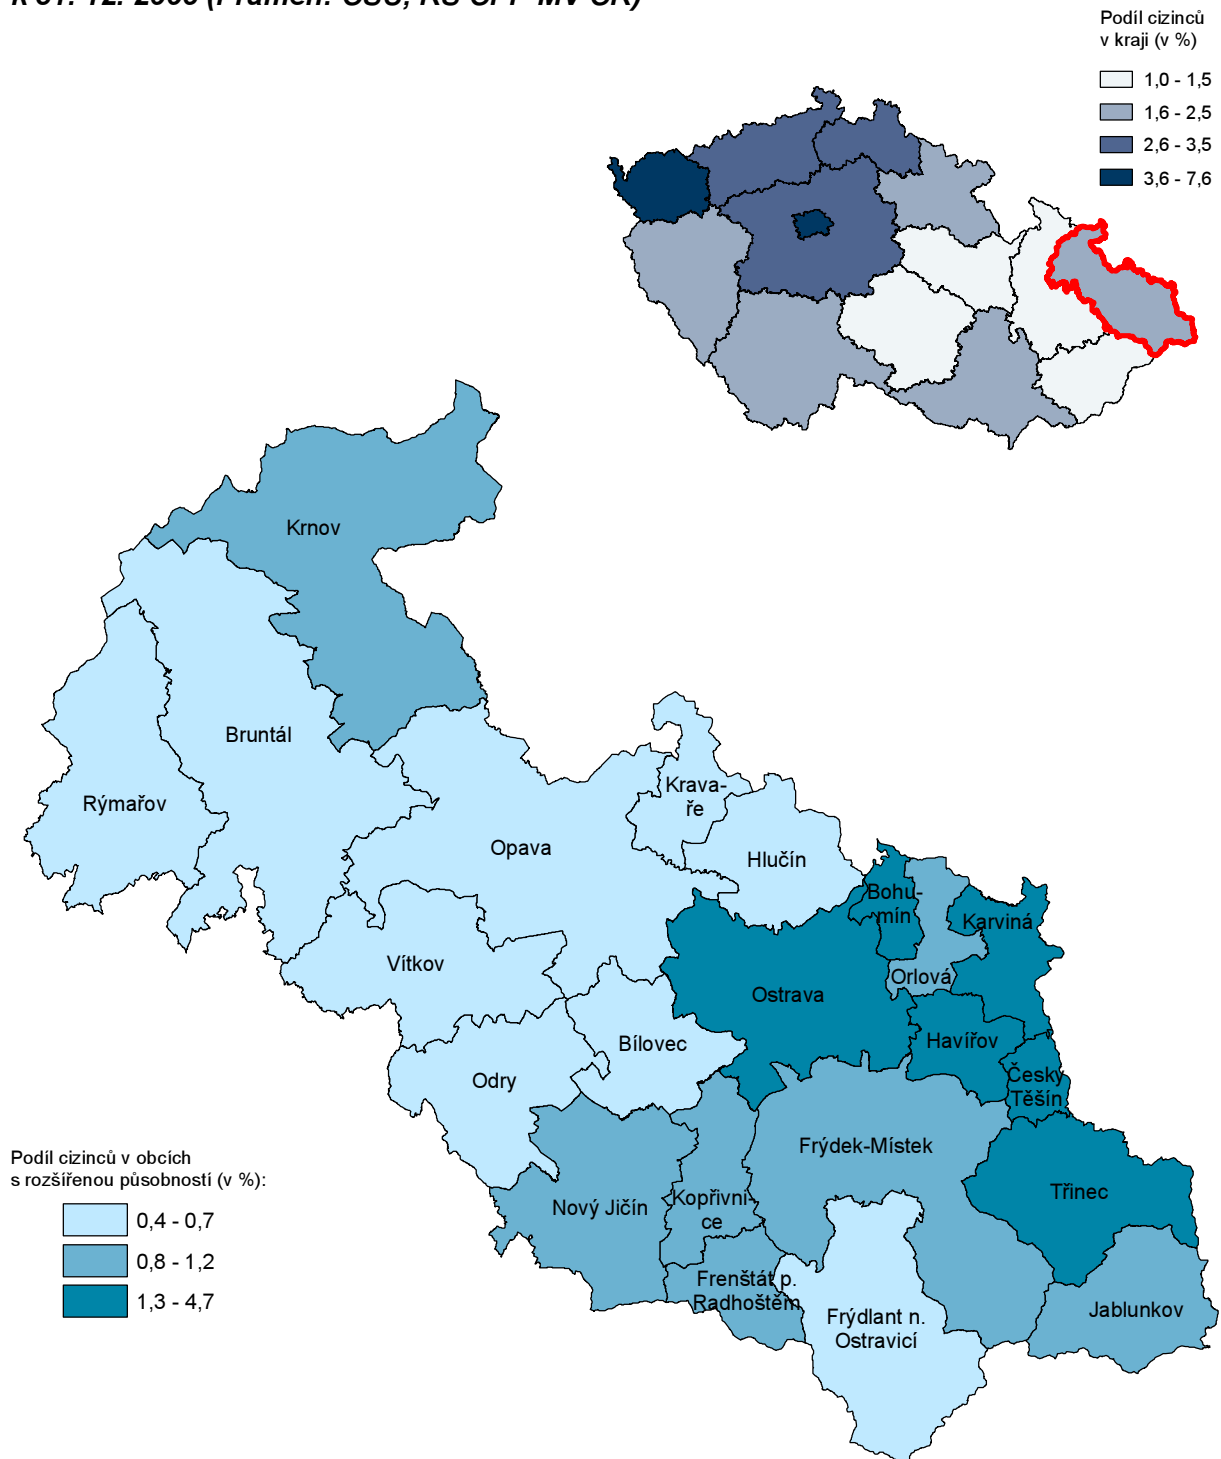 Podíl cizinců
v kraji (v %)
1,0 - 1,5
1,6 - 2,5
2,6 - 3,5
3,6 - 7,6
Krnov
Bruntál
Rýmařov
Krava-
ře
Opava
Hlučín
Bohu-
mín
Karviná
Vítkov
Orlová
Ostrava
Bílovec
Havířov
Odry
Český
Těšín
Frýdek-Místek
Podíl cizinců v obcích
s rozšířenou působností (v %):
0,4 - 0,7
0,8 - 1,2
1,3 - 4,7
Nový Jičín
Kopřivni-
ce
Třinec
Frenštát p.
Radhoštěm
Frýdlant n.
Ostravicí
Jablunkov